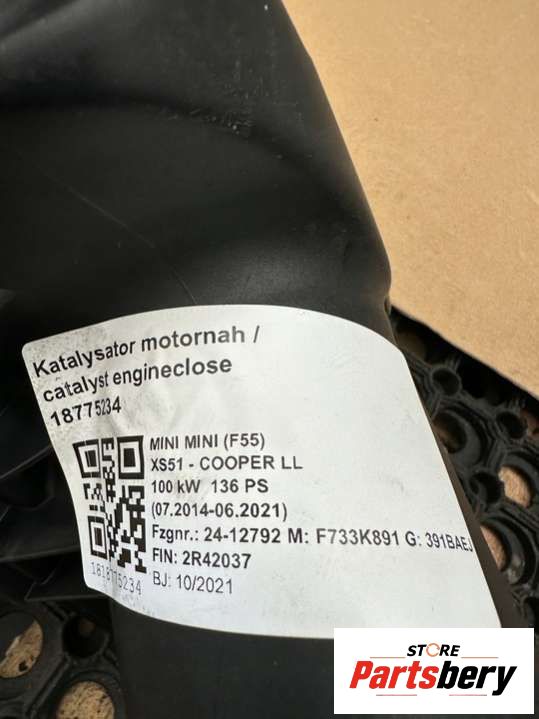 Katalysator motornah /
catalyst engineclose
18775234
MINI MINI (F55)
XS51 - COOPER LL
100 kW 136 PS
(07.2014-06.2021)
Fzgnr.: 24-12792 M: F733K891 G: 391BAEJ
FIN: 2R42037
BJ: 10/2021
1818775234
STORE
Partsbery